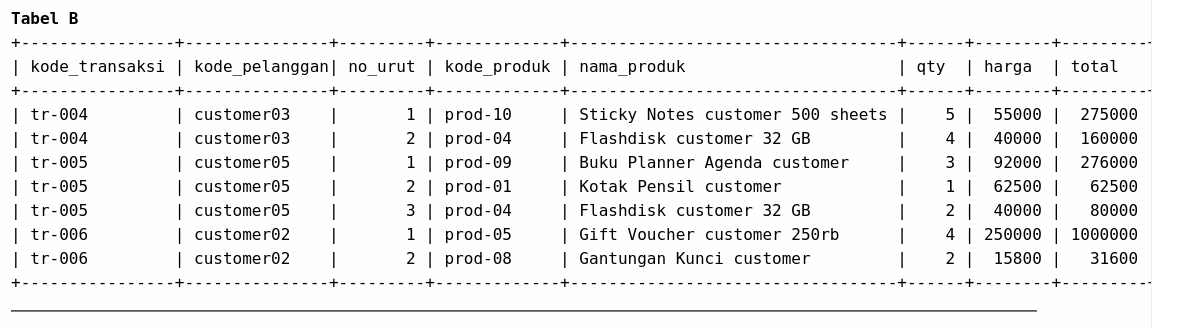 Tabel B
+----------------+---------------+---------+-------------+----------------------------------+------+--------+---------+
| kode_transaksi | kode_pelanggan| no_urut | kode_produk | nama_produk                      | qty  | harga  | total
+----------------+---------------+---------+-------------+----------------------------------+------+--------+---------+
| tr-004         | customer03    |       1 | prod-10     | Sticky Notes customer 500 sheets |    5 |  55000 |  275000
| tr-004         | customer03    |       2 | prod-04     | Flashdisk customer 32 GB         |    4 |  40000 |  160000
| tr-005         | customer05    |       1 | prod-09     | Buku Planner Agenda customer     |    3 |  92000 |  276000
| tr-005         | customer05    |       2 | prod-01     | Kotak Pensil customer            |    1 |  62500 |   62500
| tr-005         | customer05    |       3 | prod-04     | Flashdisk customer 32 GB         |    2 |  40000 |   80000
| tr-006         | customer02    |       1 | prod-05     | Gift Voucher customer 250rb      |    4 | 250000 | 1000000
| tr-006         | customer02    |       2 | prod-08     | Gantungan Kunci customer         |    2 |  15800 |   31600
+----------------+---------------+---------+-------------+----------------------------------+------+--------+---------+